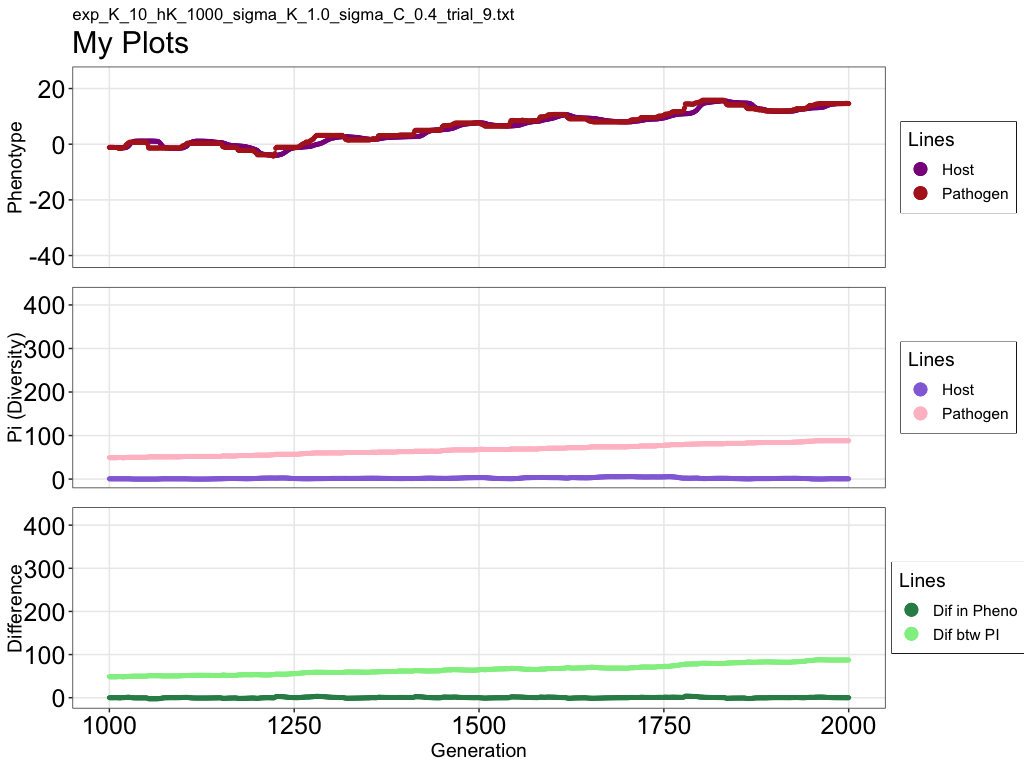 exp_K_10_hK_1000_sigma_K_1.0_sigma_C_0.4_trial_9.txt
My Plots
Phenotype
20
0
-20
-40
Lines
Host
Pathogen
Pi (Diversity)
400
300
200
100
0
Lines
Host
Pathogen
Difference
400
300
200
100
0
Lines
Dif in Pheno
Dif btw PI
1000
1250
1500
1750
2000
Generation